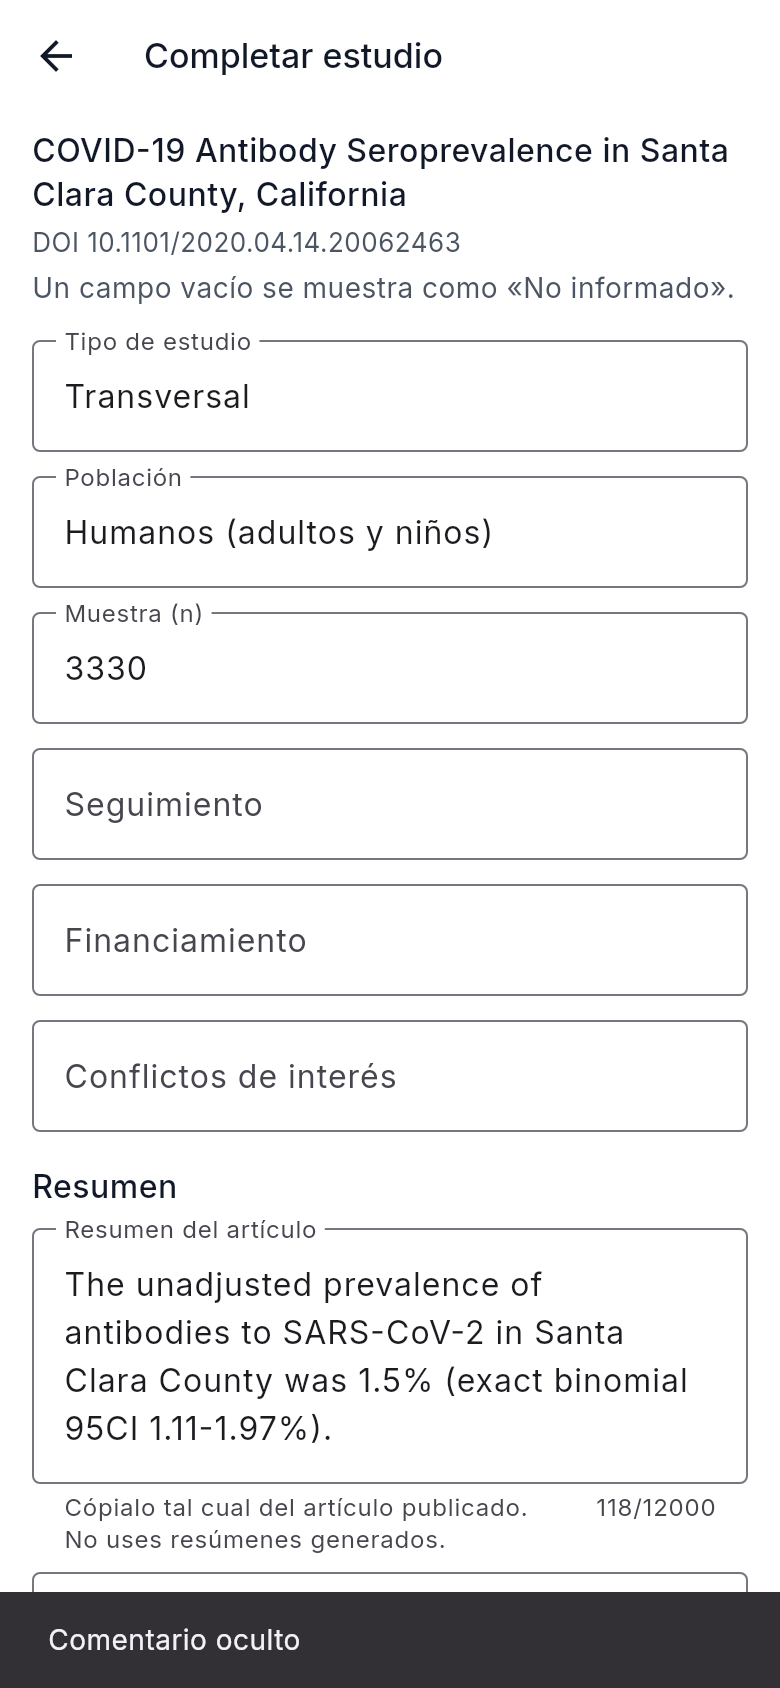 Completar estudio
COVID-19 Antibody Seroprevalence in Santa
Clara County, California
DOI 10.1101/2020.04.14.20062463
Un campo vacío se muestra como «No informado».
Tipo de estudio
Transversal
Población
Humanos (adultos y niños)
Muestra (n)
3330
Seguimiento
Financiamiento
Conflictos de interés
Resumen
Resumen del artículo
The unadjusted prevalence of
antibodies to SARS-CoV-2 in Santa
Clara County was 1.5% (exact binomial
95CI 1.11-1.97%).
Cópialo tal cual del artículo publicado. 118/12000
No uses resúmenes generados.
Comentario oculto